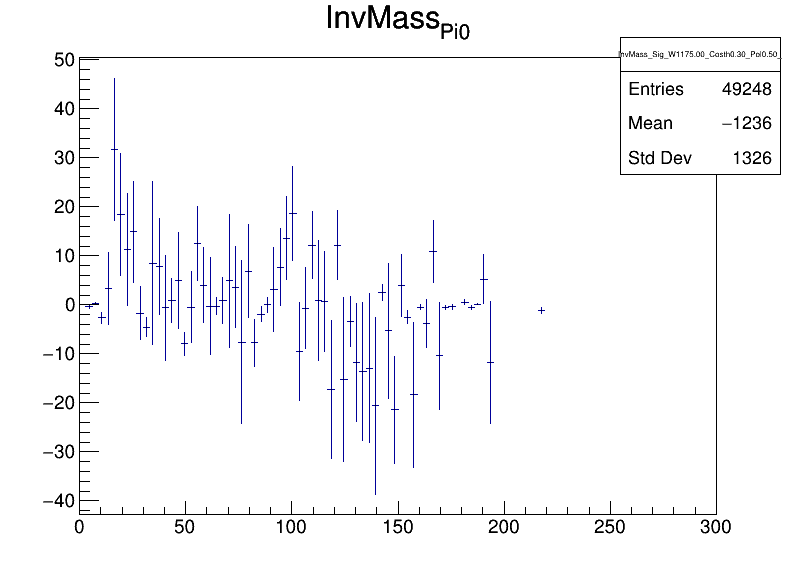 InvMass_Pi0
InvMass_Sig_W1175.00_Costh0.30_Pol0.50_
Entries 49248
Mean −1236
Std Dev 1326
50
40
30
20
10
0
−10
−20
−30
−40
0 50 100 150 200 250 300